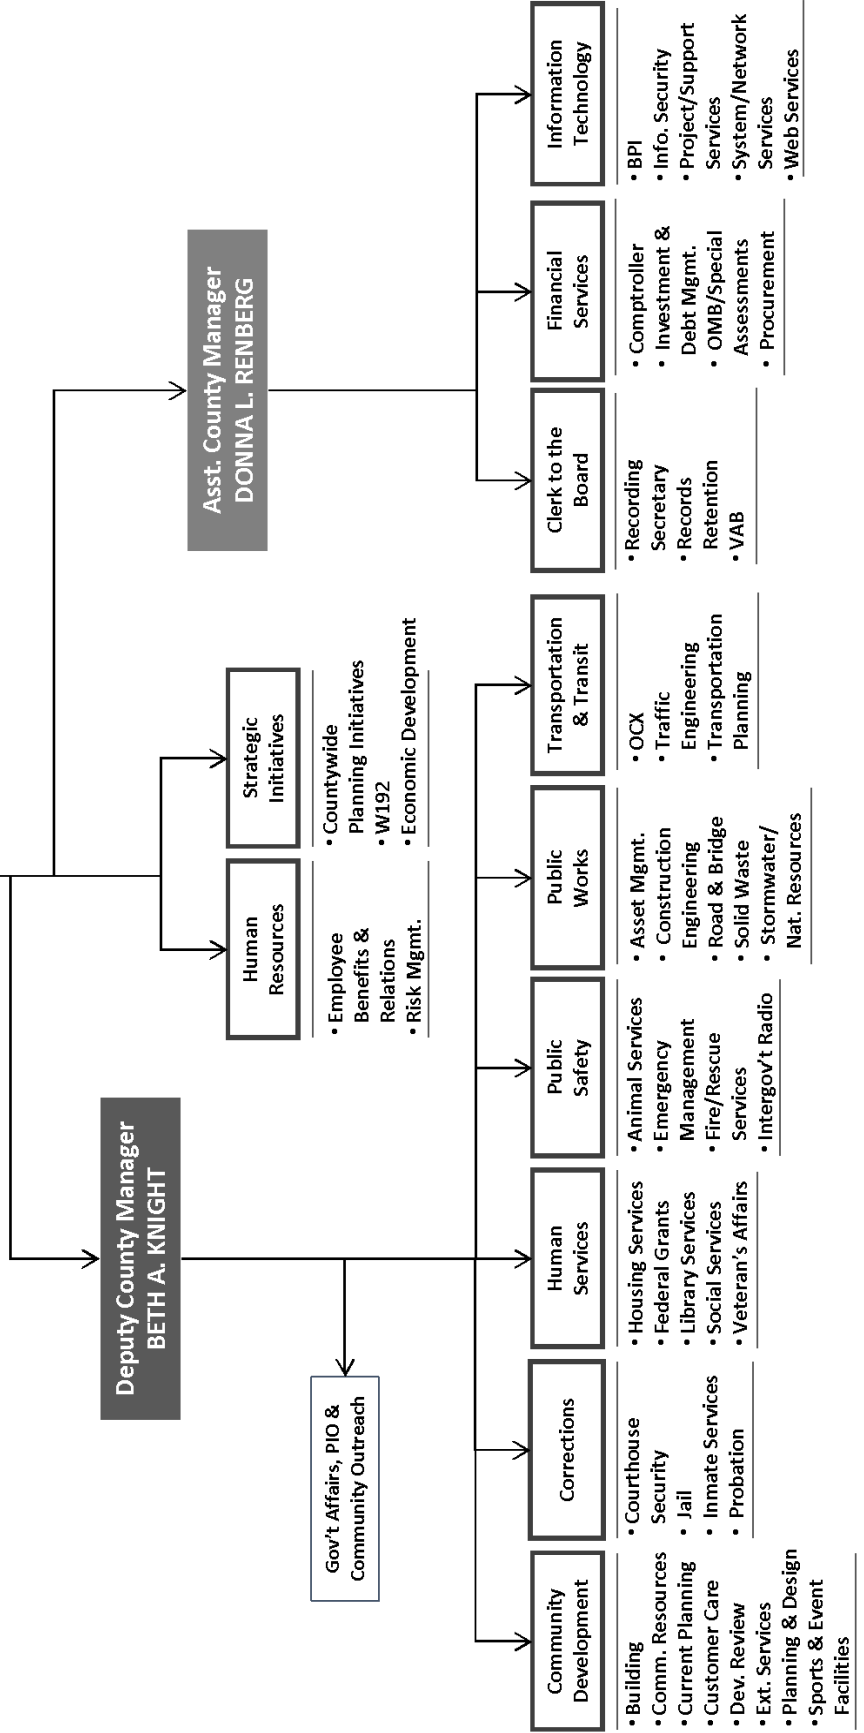 Deputy County Manager
BETH A. KNIGHT
Asst. County Manager
DONNA L. RENBERG
Human
Resources
• Employee
Benefits &
Relations
• Risk Mgmt.
Strategic
Initiatives
• Countywide
Planning Initiatives
• W192
• Economic Development
Gov't Affairs, PIO &
Community Outreach
Community
Development
• Building
• Comm. Resources
• Current Planning
• Customer Care
• Dev. Review
• Ext. Services
• Planning & Design
• Sports & Event
Facilities
Corrections
• Courthouse
Security
• Jail
• Inmate Services
• Probation
Human
Services
• Housing Services
• Federal Grants
• Library Services
• Social Services
• Veteran's Affairs
Public
Safety
• Animal Services
• Emergency
Management
• Fire/Rescue
Services
• Intergov't Radio
Public
Works
• Asset Mgmt.
• Construction
Engineering
• Road & Bridge
• Solid Waste
• Stormwater/
Nat. Resources
Transportation
& Transit
• OCX
• Traffic
Engineering
• Transportation
Planning
Clerk to the
Board
• Recording
Secretary
• Records
Retention
• VAB
Financial
Services
• Comptroller
• Investment &
Debt Mgmt.
• OMB/Special
Assessments
• Procurement
Information
Technology
• BPI
• Info. Security
• Project/Support
Services
• System/Network
Services
• Web Services